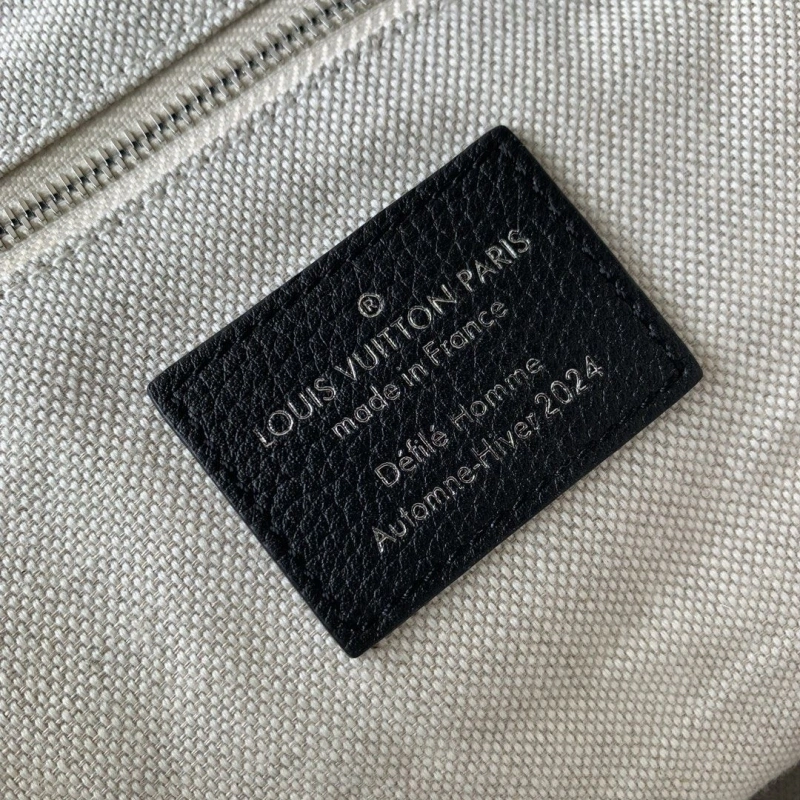 ®
LOUIS VUITTON PARIS
made in France
Défilé Homme
Automne-Hiver 2024